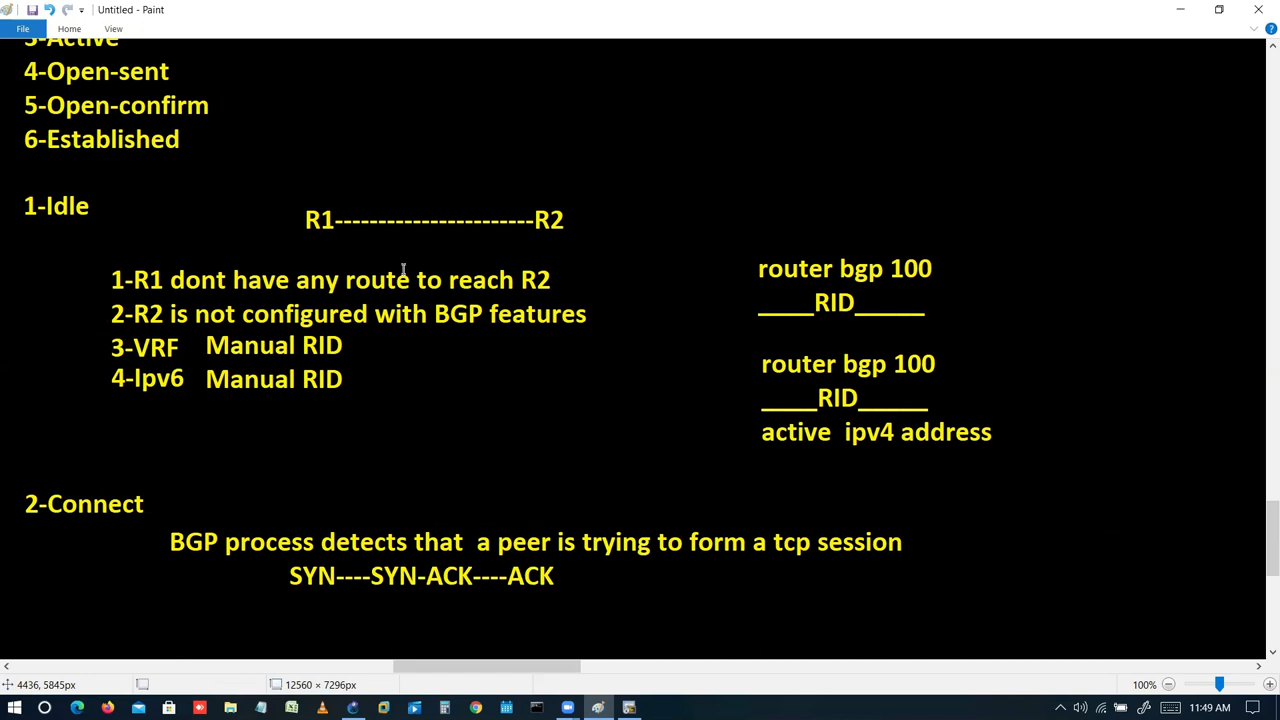 Untitled - Paint
File Home View
3-Active
4-Open-sent
5-Open-confirm
6-Established
1-Idle
R1----------------------R2
1-R1 dont have any route to reach R2
2-R2 is not configured with BGP features
3-VRF Manual RID
4-Ipv6 Manual RID
router bgp 100
____RID_____
router bgp 100
____RID_____
active ipv4 address
2-Connect
BGP process detects that a peer is trying to form a tcp session
SYN----SYN-ACK----ACK
4436, 5845px
12560 × 7296px
100%
11:49 AM